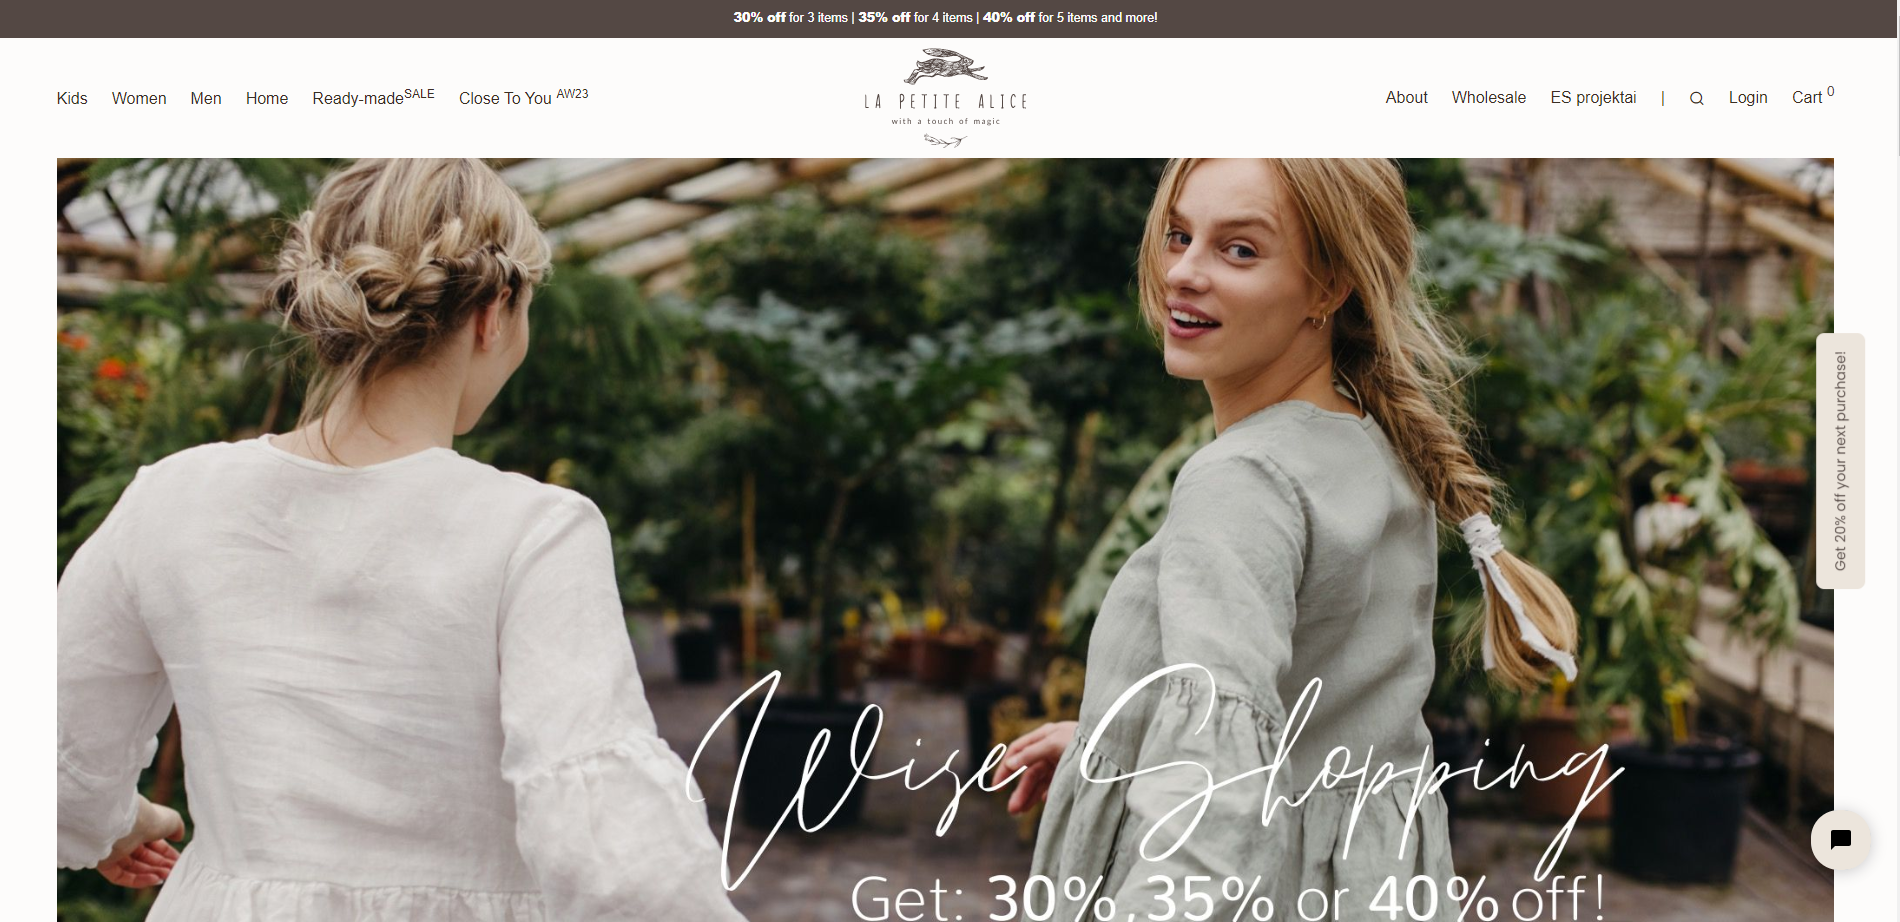 30% off for 3 items | 35% off for 4 items | 40% off for 5 items and more!
Kids Women Men Home Ready-madeSALE Close To You AW23
LA PETITE ALICE
with a touch of magic
About Wholesale ES projektai | Login Cart 0
Get 20% off your next purchase!
Wise Shopping
Get: 30%, 35% or 40% off!